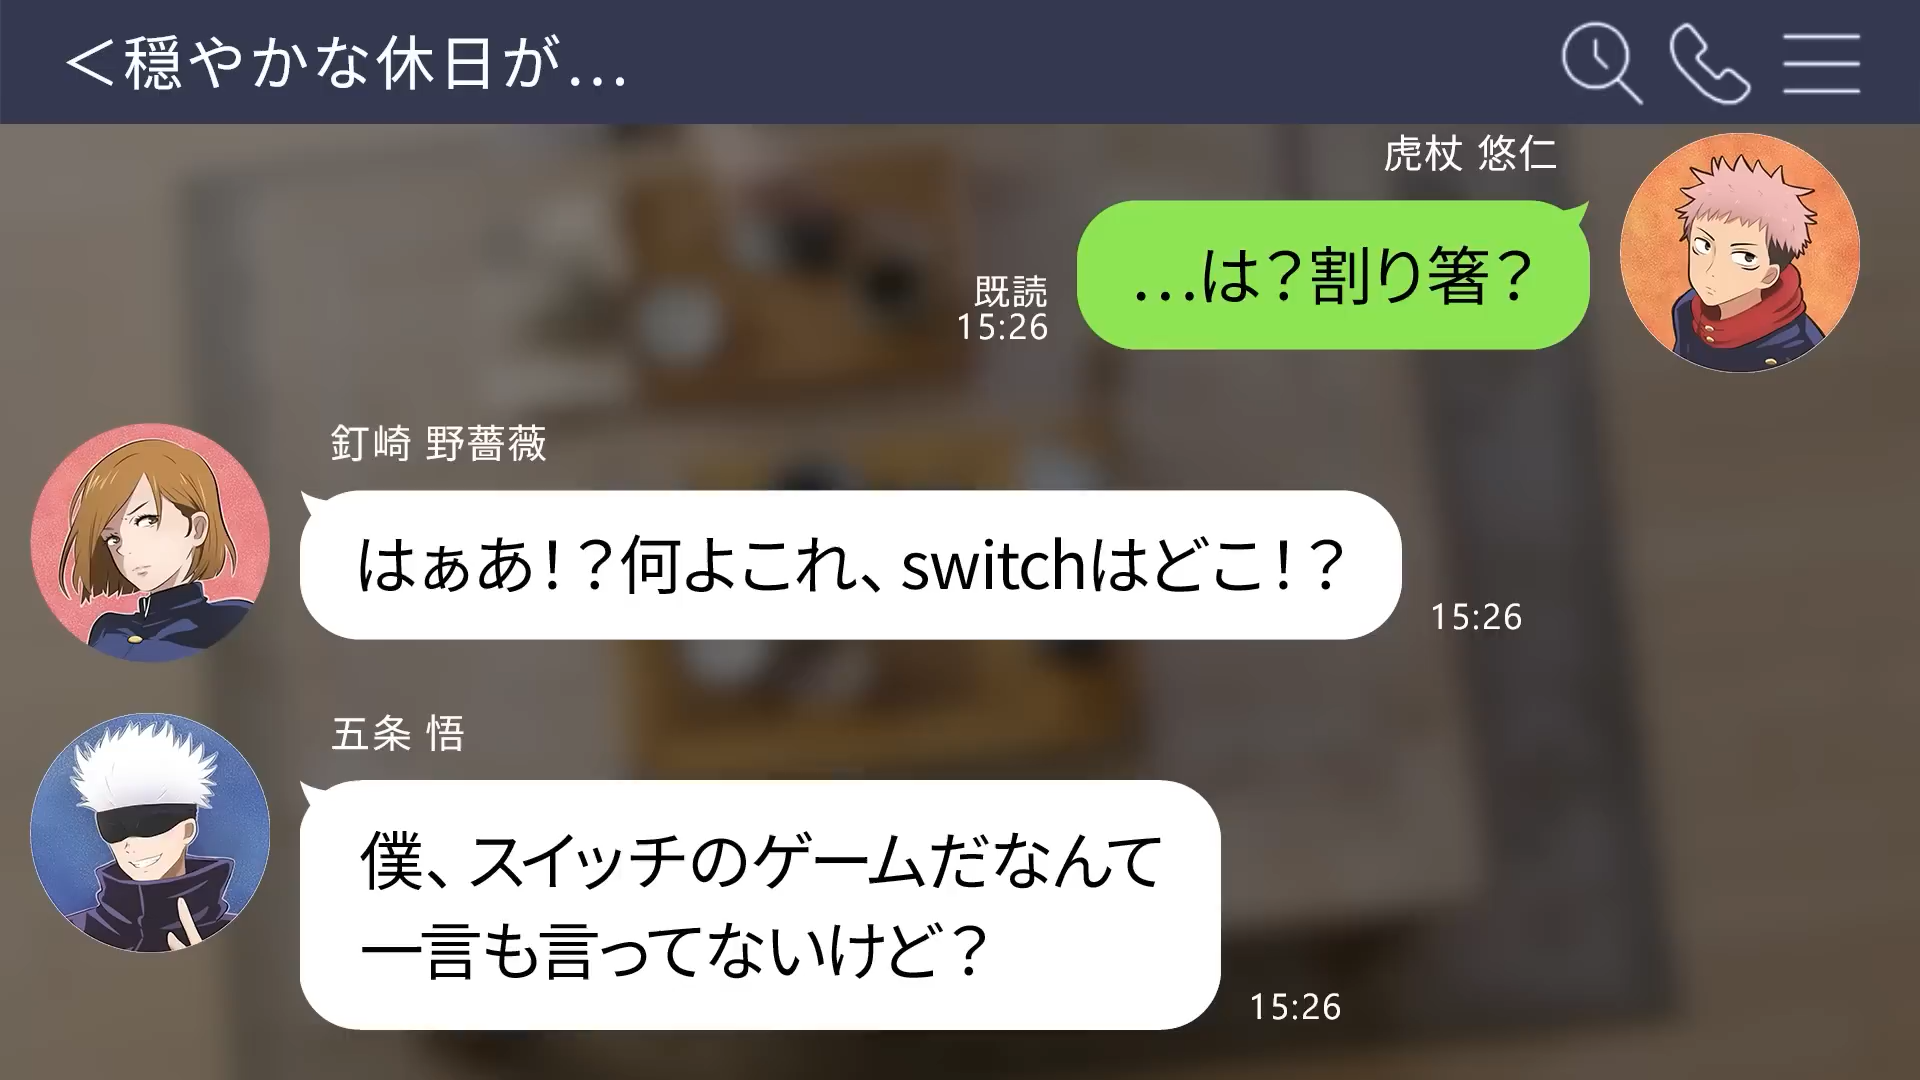 ＜穏やかな休日が…
虎杖 悠仁
…は？割り箸？
既読
15:26
釘崎 野薔薇
はぁあ！？何よこれ、switchはどこ！？
15:26
五条 悟
僕、スイッチのゲームだなんて
一言も言ってないけど？
15:26